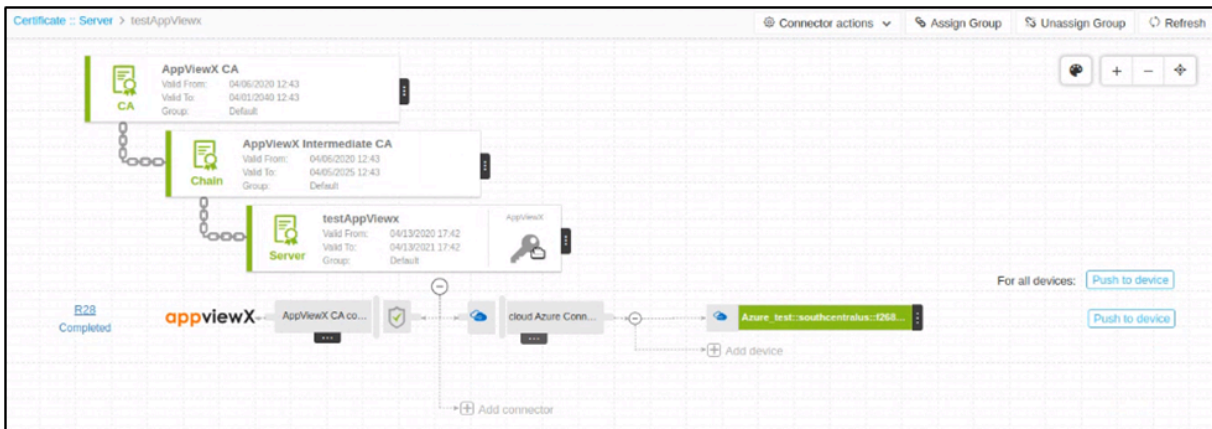 Certificate :: Server > testAppViewx
Connector actions
Assign Group
Unassign Group
Refresh
AppViewX CA
Valid From: 04/06/2020 12:43
Valid To: 04/01/2040 12:43
Group: Default
CA
AppViewX Intermediate CA
Valid From: 04/06/2020 12:43
Valid To: 04/05/2025 12:43
Group: Default
Chain
testAppViewx
Valid From: 04/13/2020 17:42
Valid To: 04/13/2021 17:42
Group: Default
Server
AppViewX
For all devices: Push to device
R28
Completed
appviewX
AppViewX CA co...
cloud Azure Conn...
Azure_test::southcentralus::f268...
Push to device
Add device
Add connector